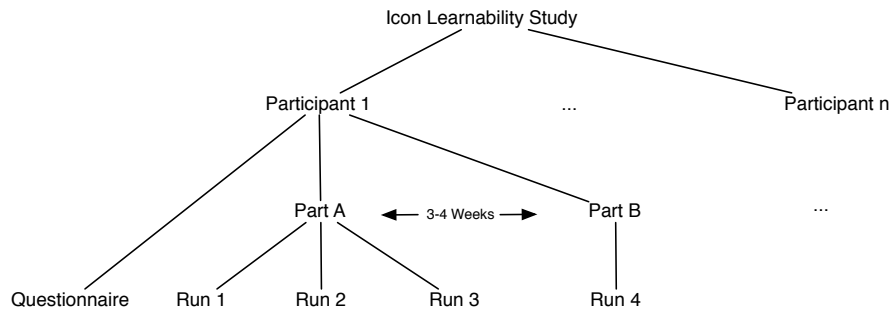 Icon Learnability Study
Participant 1
...
Participant n
Part A
3-4 Weeks
Part B
...
Questionnaire
Run 1
Run 2
Run 3
Run 4